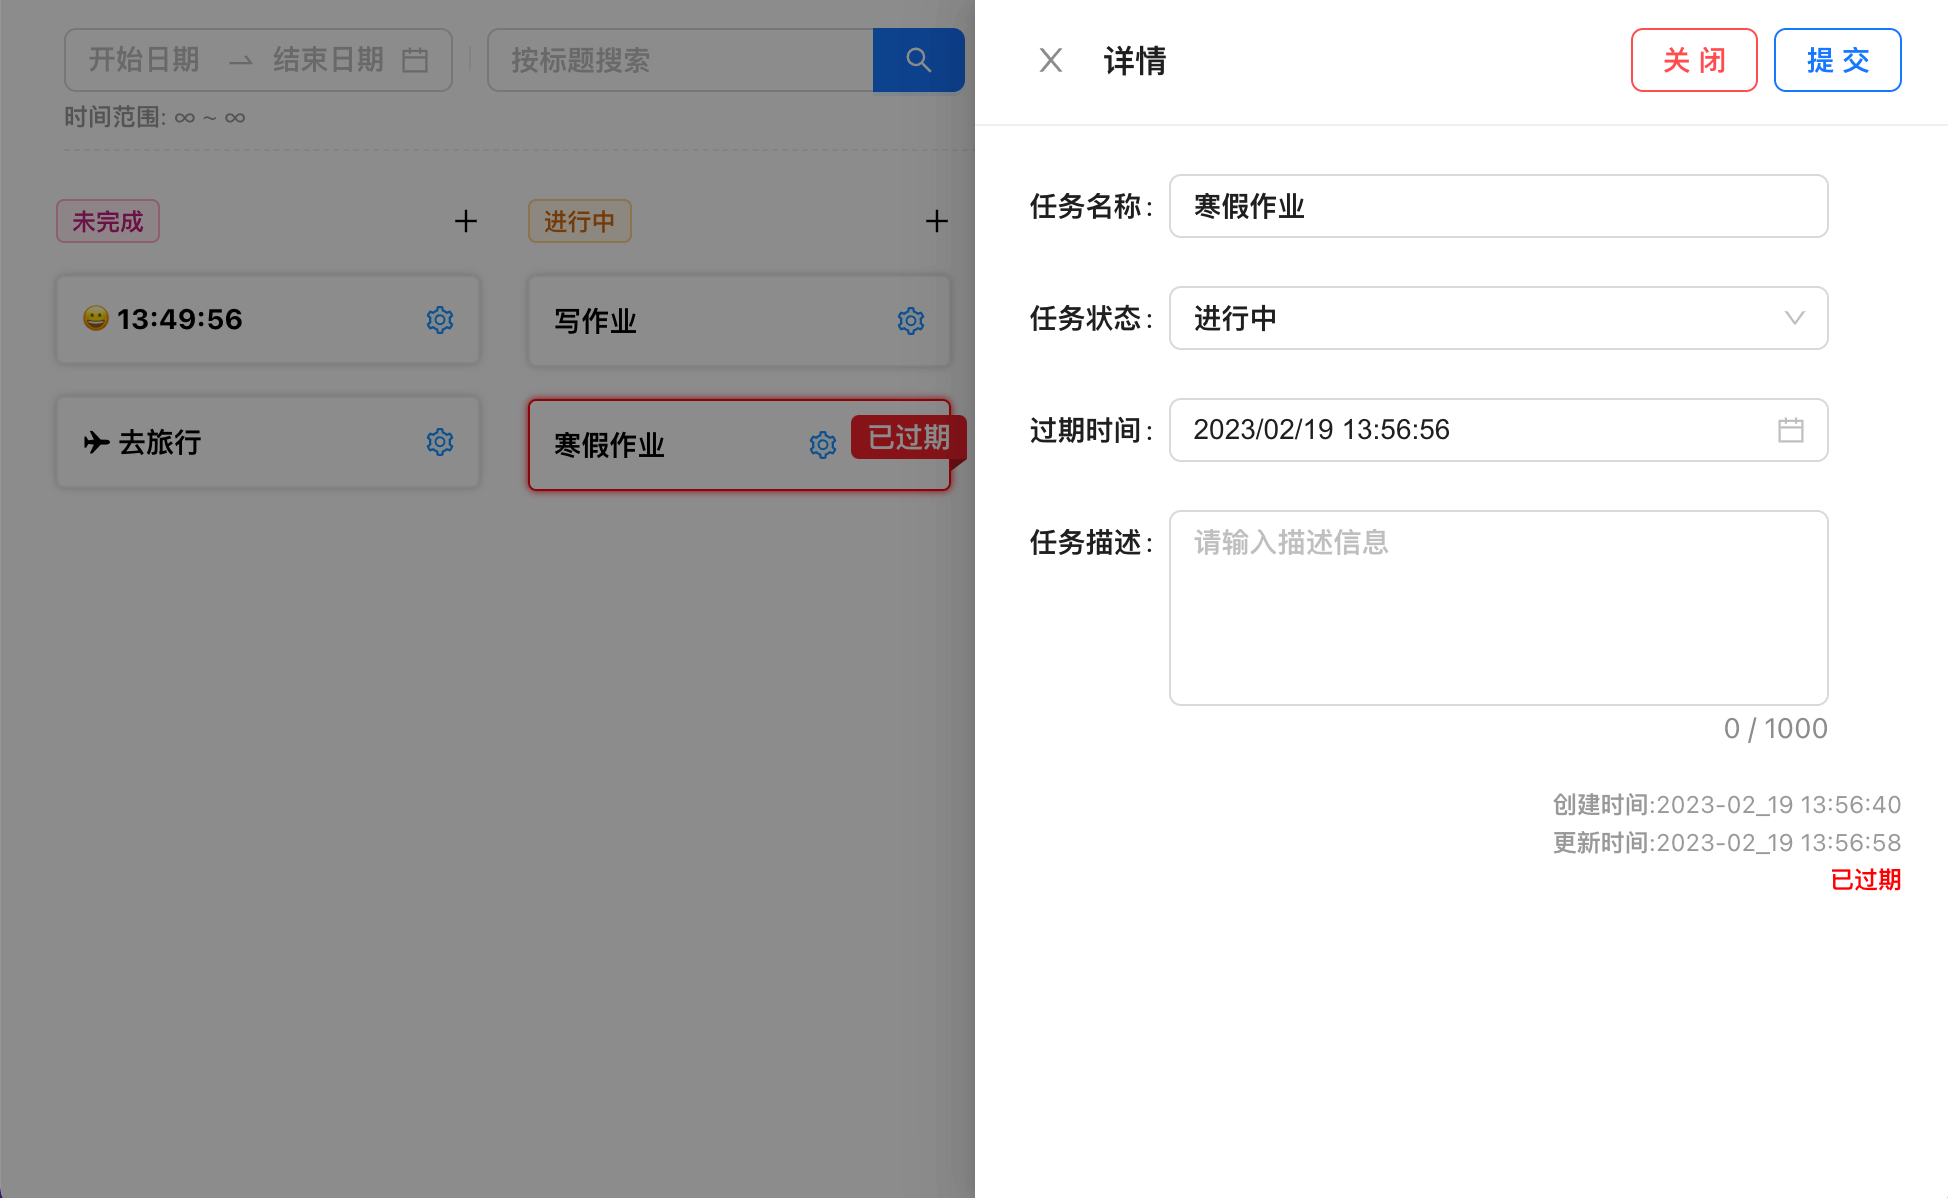 开始日期 → 结束日期
按标题搜索
时间范围: ∞ ~ ∞
未完成
😀 13:49:56
✈ 去旅行
进行中
写作业
寒假作业
已过期
详情
关 闭
提 交
任务名称:
寒假作业
任务状态:
进行中
过期时间:
2023/02/19 13:56:56
任务描述:
请输入描述信息
0 / 1000
创建时间:2023-02_19 13:56:40
更新时间:2023-02_19 13:56:58
已过期